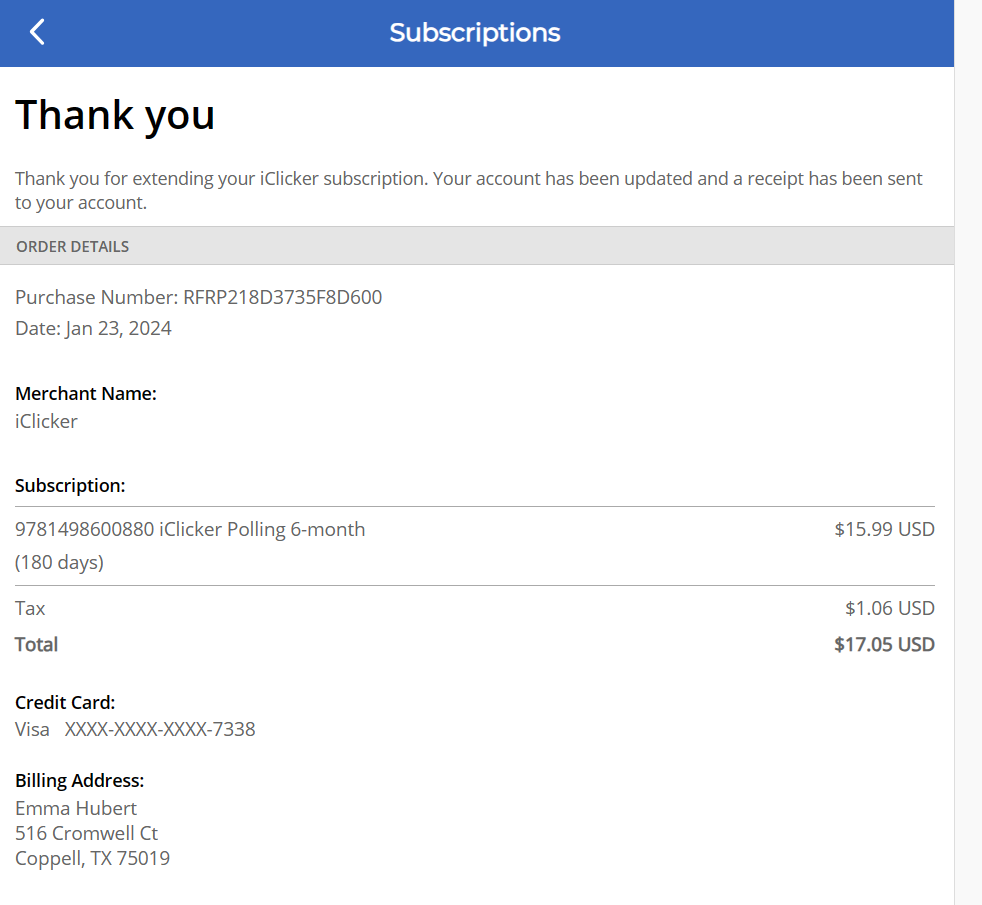 Subscriptions
Thank you
Thank you for extending your iClicker subscription. Your account has been updated and a receipt has been sent
to your account.
ORDER DETAILS
Purchase Number: RFRP218D3735F8D600
Date: Jan 23, 2024
Merchant Name:
iClicker
Subscription:
9781498600880 iClicker Polling 6-month $15.99 USD
(180 days)
Tax $1.06 USD
Total $17.05 USD
Credit Card:
Visa XXXX-XXXX-XXXX-7338
Billing Address:
Emma Hubert
516 Cromwell Ct
Coppell, TX 75019